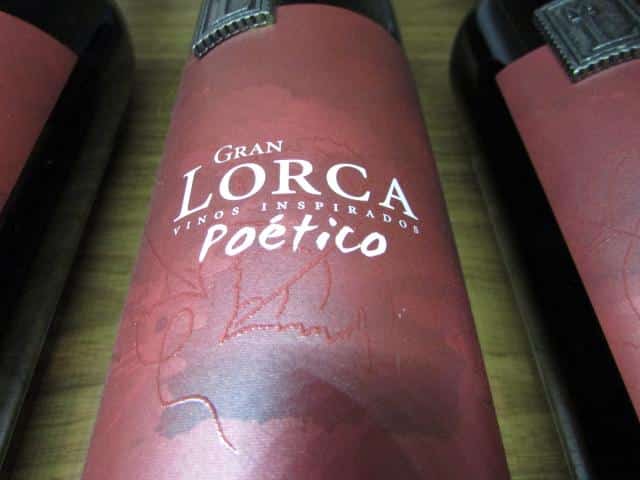 GRAN
LORCA
VINOS INSPIRADOS
Poético